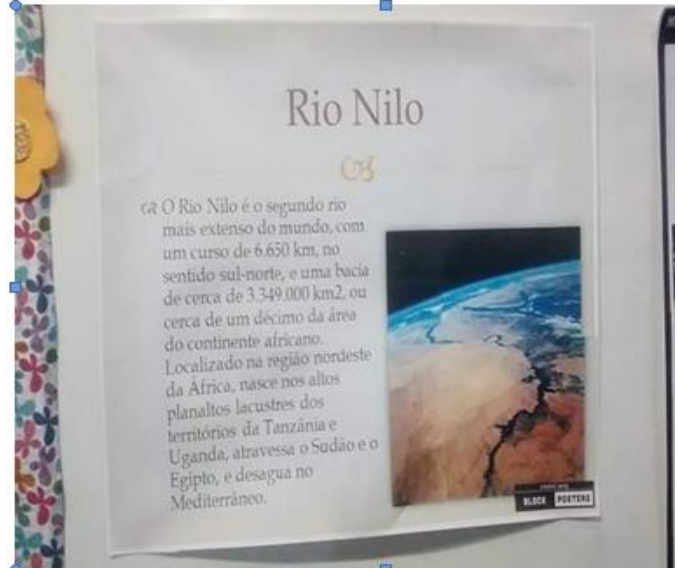 Rio Nilo
O Rio Nilo é o segundo rio
mais extenso do mundo, com
um curso de 6.650 km, no
sentido sul-norte, e uma bacia
de cerca de 3.349.000 km2, ou
cerca de um décimo da área
do continente africano.
Localizado na região nordeste
da África, nasce nos altos
planaltos lacustres dos
territórios da Tanzânia e
Uganda, atravessa o Sudão e o
Egipto, e desagua no
Mediterrâneo.
BLOCK POSTERS